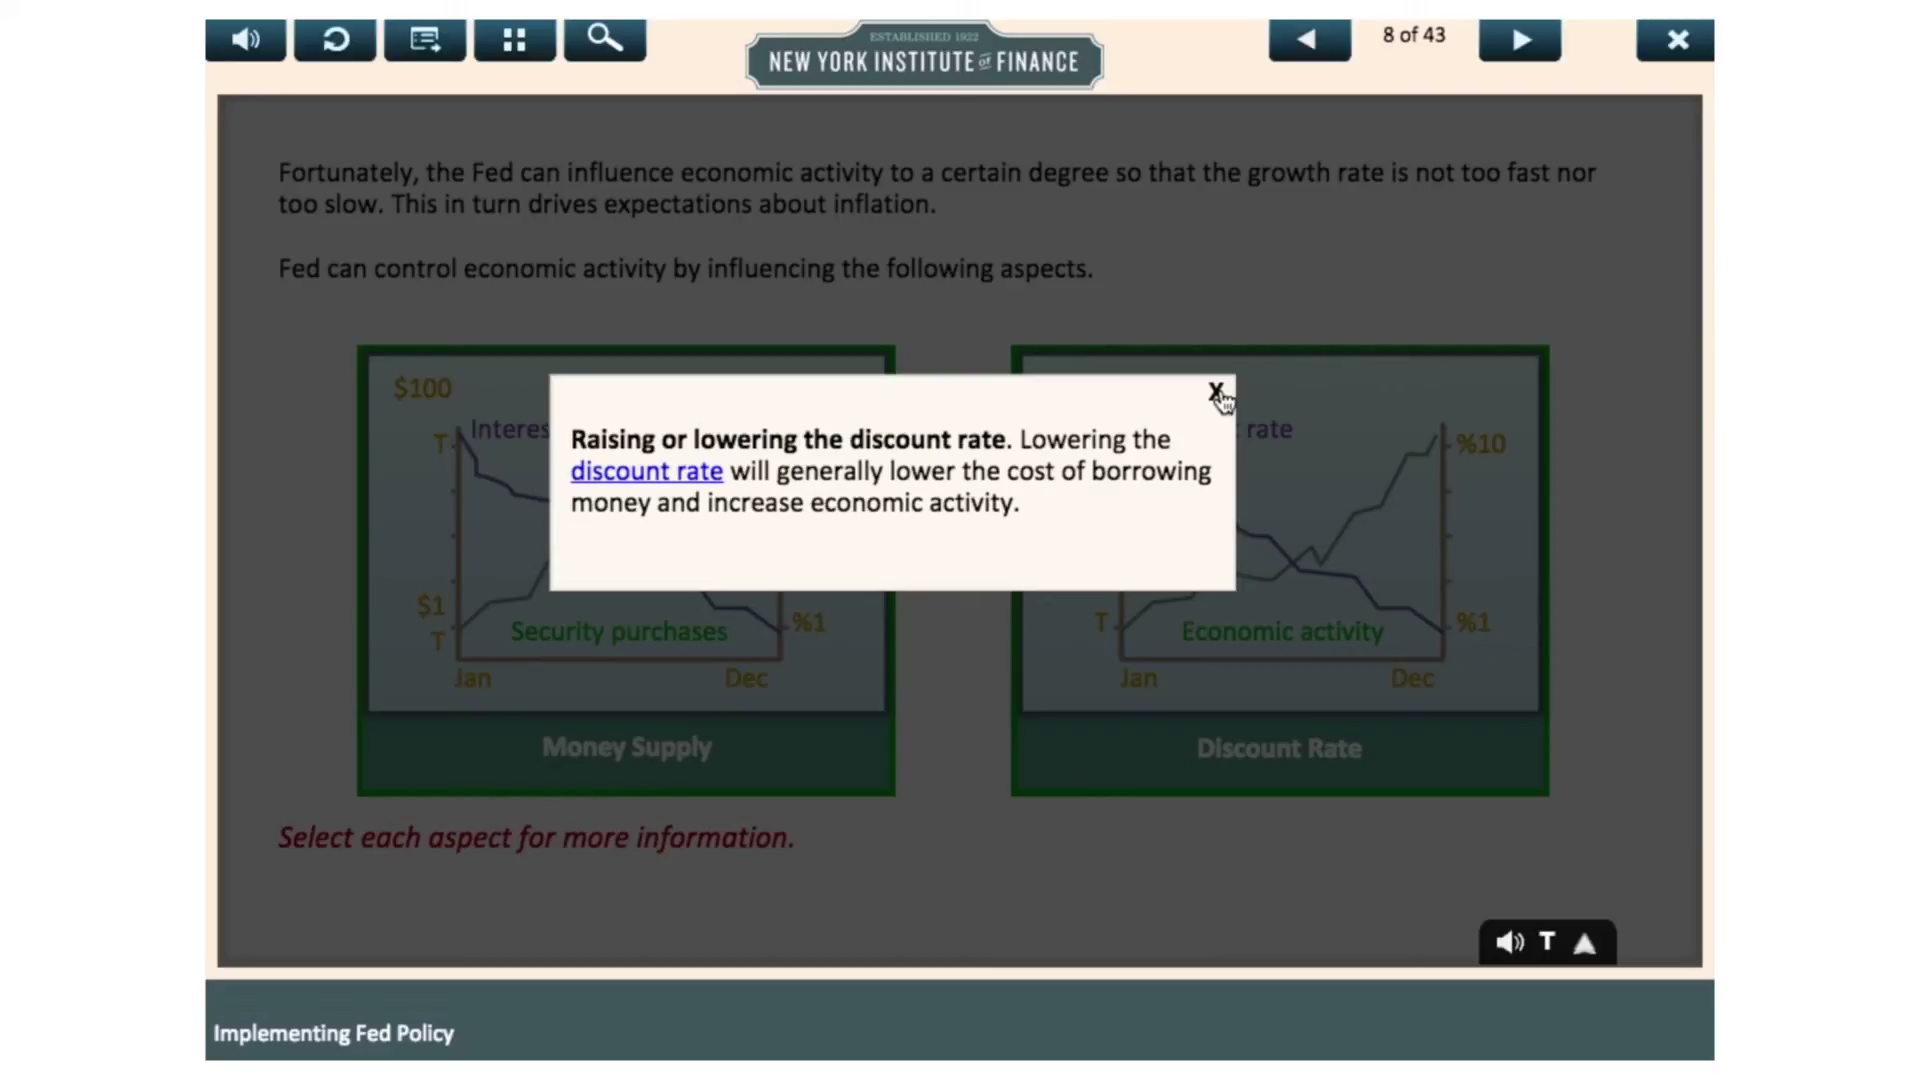 ESTABLISHED 1922
NEW YORK INSTITUTE of FINANCE
8 of 43
Fortunately, the Fed can influence economic activity to a certain degree so that the growth rate is not too fast nor
too slow. This in turn drives expectations about inflation.
Fed can control economic activity by influencing the following aspects.
$100
T
Interes
X
Raising or lowering the discount rate. Lowering the
discount rate will generally lower the cost of borrowing
money and increase economic activity.
rate
%10
$1
T
Security purchases
%1
Jan
Dec
Money Supply
T
Economic activity
%1
Jan
Dec
Discount Rate
Select each aspect for more information.
T
Implementing Fed Policy